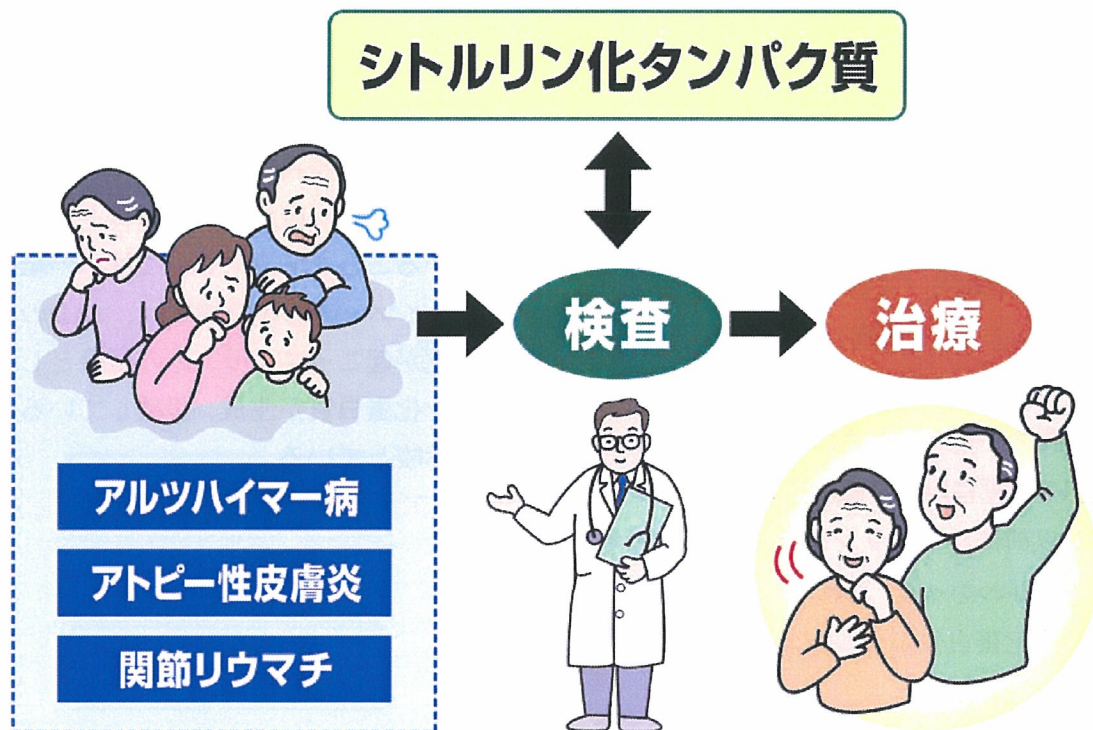 シトルリン化タンパク質
検査
治療
アルツハイマー病
アトピー性皮膚炎
関節リウマチ